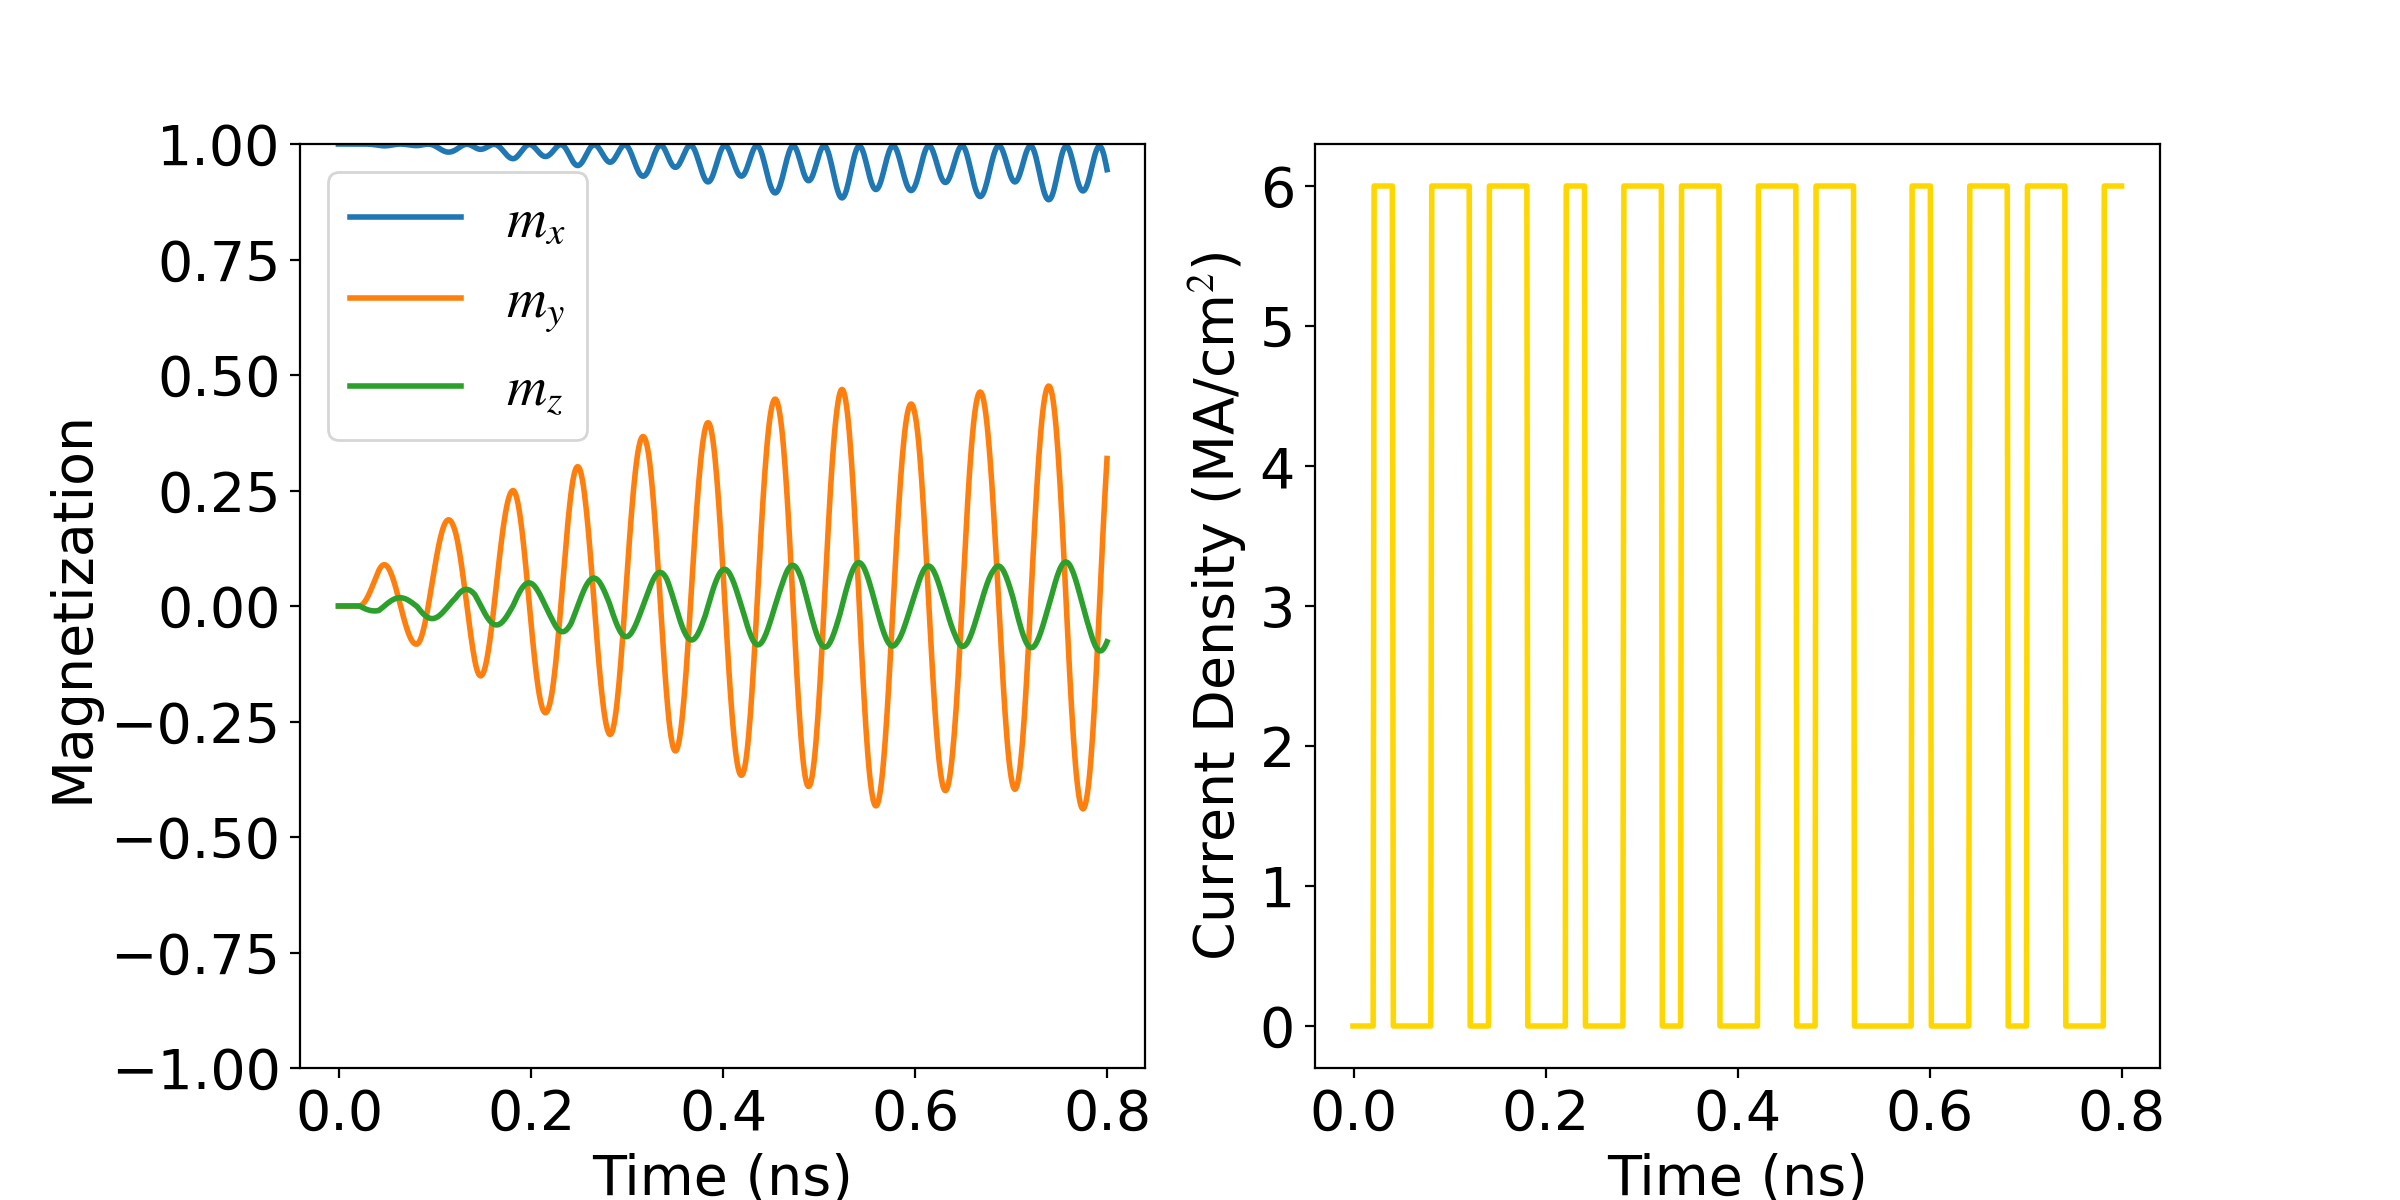 1.00
0.75
0.50
0.25
0.00
−0.25
−0.50
−0.75
−1.00
Magnetization
m_x
m_y
m_z
0.0 0.2 0.4 0.6 0.8
Time (ns)
6
5
4
3
2
1
0
Current Density (MA/cm²)
0.0 0.2 0.4 0.6 0.8
Time (ns)